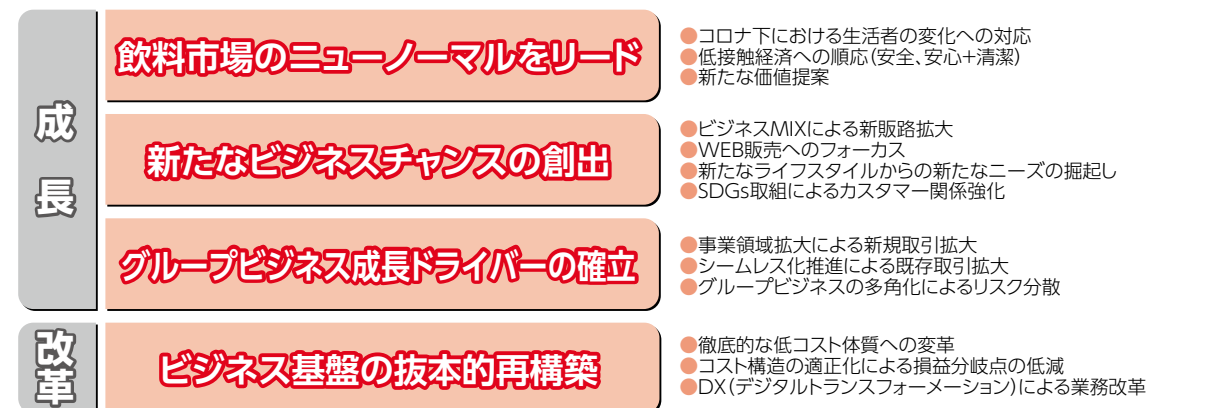 成長
飲料市場のニューノーマルをリード
●コロナ下における生活者の変化への対応
●低接触経済への順応(安全、安心+清潔)
●新たな価値提案
新たなビジネスチャンスの創出
●ビジネスMIXによる新販路拡大
●WEB販売へのフォーカス
●新たなライフスタイルからの新たなニーズの掘起し
●SDGs取組によるカスタマー関係強化
グループビジネス成長ドライバーの確立
●事業領域拡大による新規取引拡大
●シームレス化推進による既存取引拡大
●グループビジネスの多角化によるリスク分散
改革
ビジネス基盤の抜本的再構築
●徹底的な低コスト体質への変革
●コスト構造の適正化による損益分岐点の低減
●DX(デジタルトランスフォーメーション)による業務改革